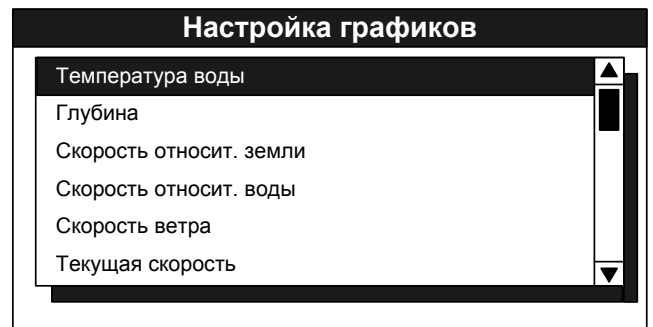 Настройка графиков
Температура воды
Глубина
Скорость относит. земли
Скорость относит. воды
Скорость ветра
Текущая скорость